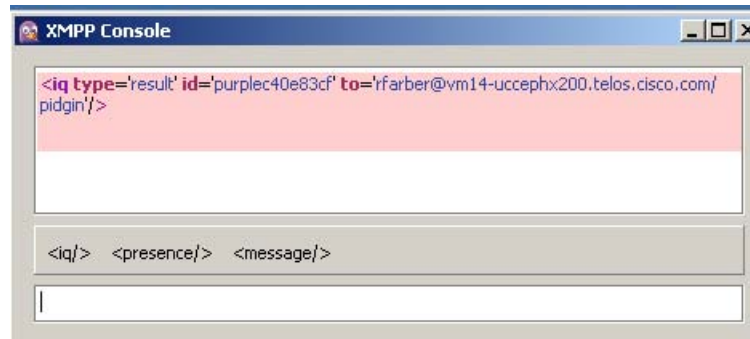 XMPP Console
<iq type='result' id='purplec40e83cf' to='rfarber@vm14-uccephx200.telos.cisco.com/
pidgin'/>
<iq/> <presence/> <message/>